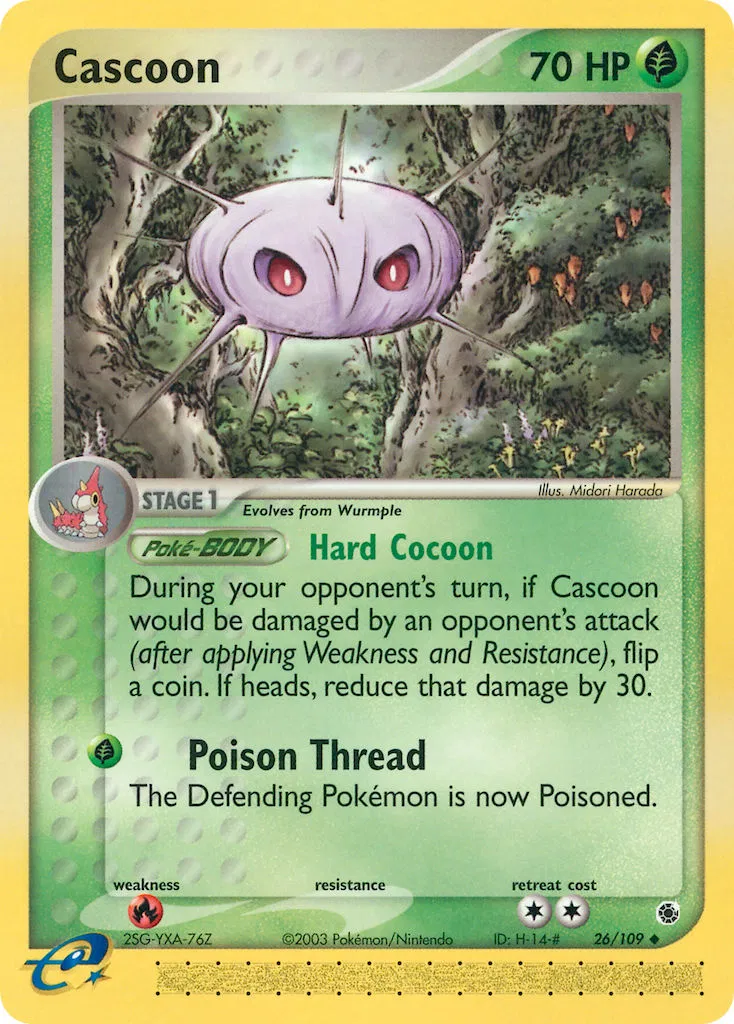 Cascoon
70 HP
Illus. Midori Harada
STAGE 1
Evolves from Wurmple
Poké-BODY Hard Cocoon
During your opponent's turn, if Cascoon
would be damaged by an opponent's attack
(after applying Weakness and Resistance), flip
a coin. If heads, reduce that damage by 30.
Poison Thread
The Defending Pokémon is now Poisoned.
weakness resistance retreat cost
2SG-YXA-76Z ©2003 Pokémon/Nintendo ID: H-14-# 26/109 ◆
e